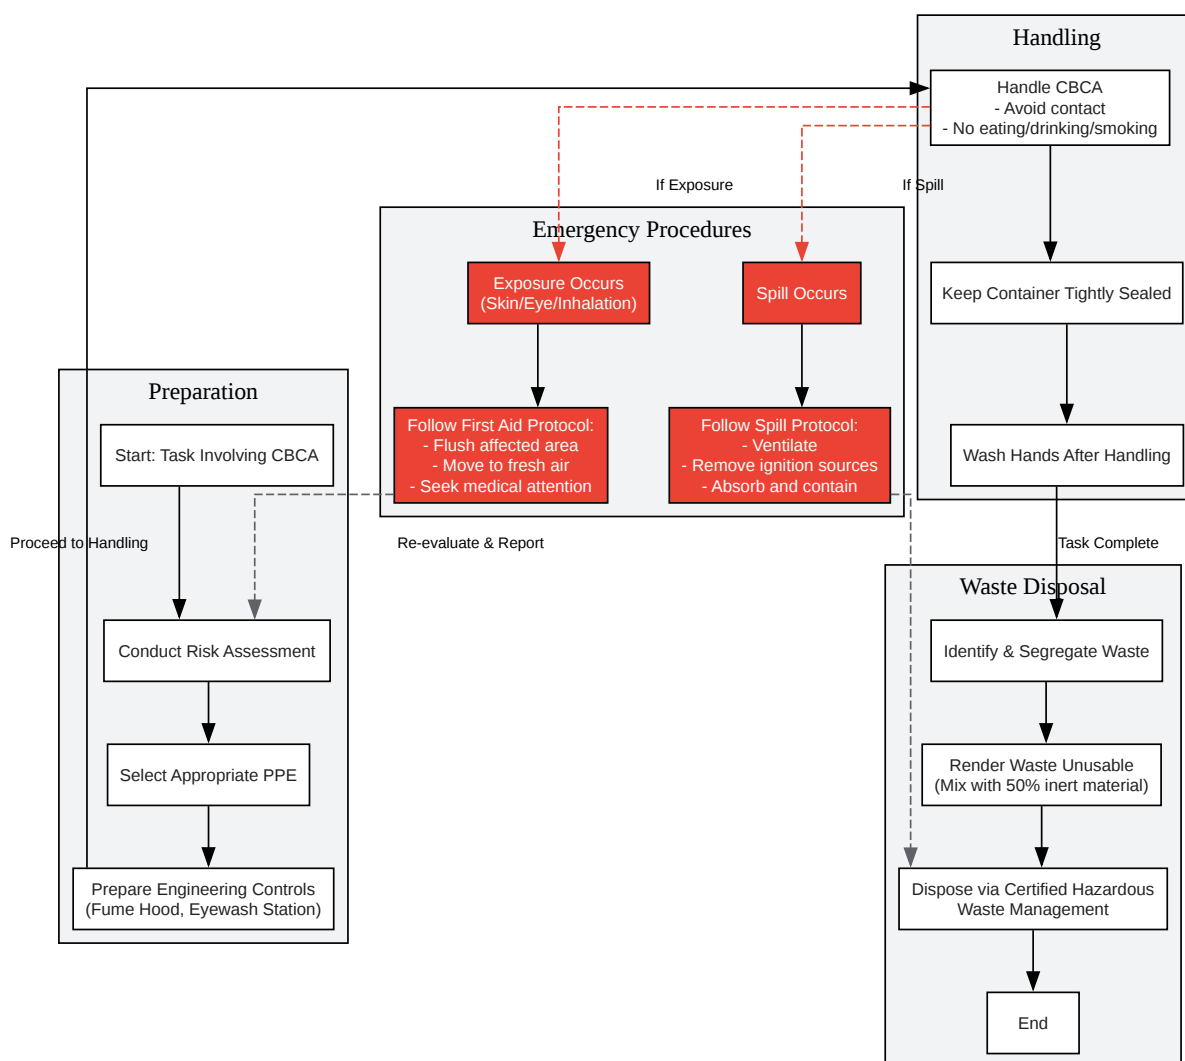 Handling
Handle CBCA
- Avoid contact
- No eating/drinking/smoking
If Exposure
If Spill
Emergency Procedures
Exposure Occurs
(Skin/Eye/Inhalation)
Spill Occurs
Keep Container Tightly Sealed
Preparation
Start: Task Involving CBCA
Follow First Aid Protocol:
- Flush affected area
- Move to fresh air
- Seek medical attention
Follow Spill Protocol:
- Ventilate
- Remove ignition sources
- Absorb and contain
Wash Hands After Handling
Proceed to Handling
Re-evaluate & Report
Task Complete
Waste Disposal
Conduct Risk Assessment
Identify & Segregate Waste
Select Appropriate PPE
Render Waste Unusable
(Mix with 50% inert material)
Prepare Engineering Controls
(Fume Hood, Eyewash Station)
Dispose via Certified Hazardous
Waste Management
End